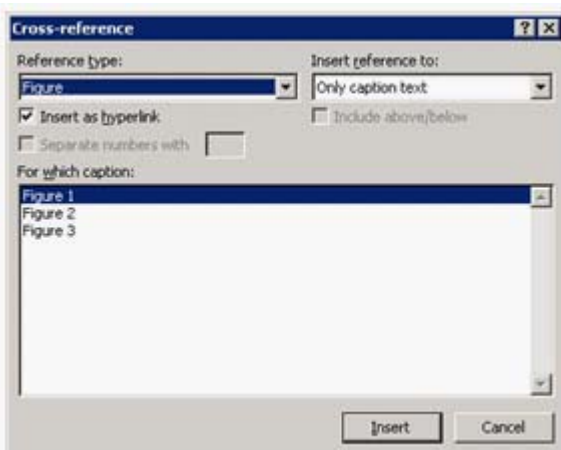 Cross-reference
Reference type:
Insert reference to:
Figure
Only caption text
Insert as hyperlink
Include above/below
Separate numbers with
For which caption:
Figure 1
Figure 2
Figure 3
Insert
Cancel